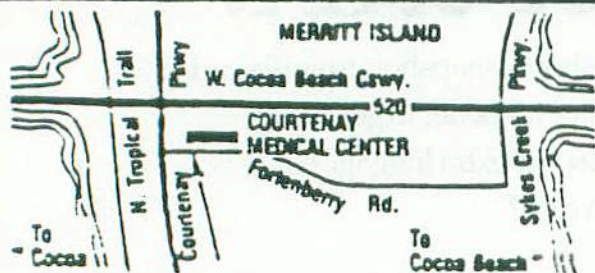 MERRITT ISLAND
N. Tropical Trail
Courtenay Pkwy
W. Cocoa Beach Cswy.
520
COURTENAY
MEDICAL CENTER
Fortenberry Rd.
Sykes Creek Pkwy.
To
Cocoa
To
Cocoa Beach